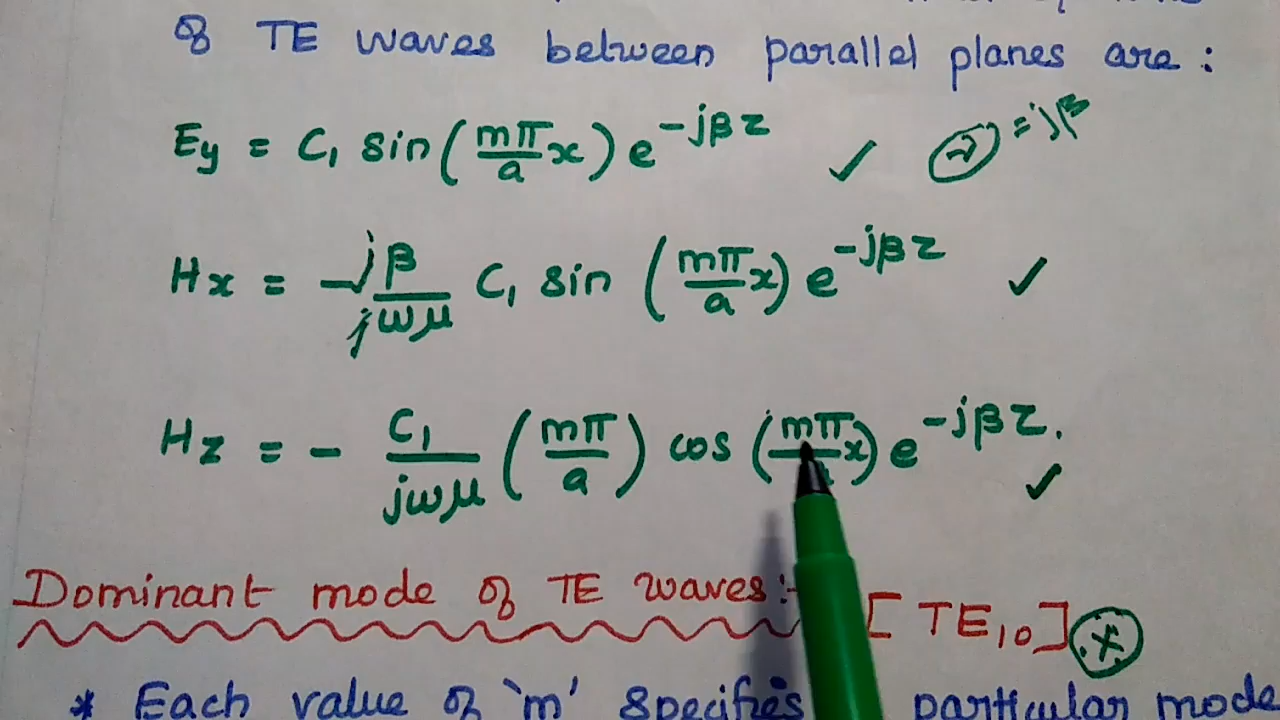 of TE waves between parallel planes are :
Ey = C₁ sin(mπ/a x) e^-jβz ✓ = jβ
Hx = -jβ/jωμ C₁ sin (mπ/a x) e^-jβz ✓
Hz = - C₁/jωμ (mπ/a) cos (mπ/a x) e^-jβz. ✓
Dominant mode of TE waves :- [TE₁₀] *
* Each value of 'm' specifies particular mode